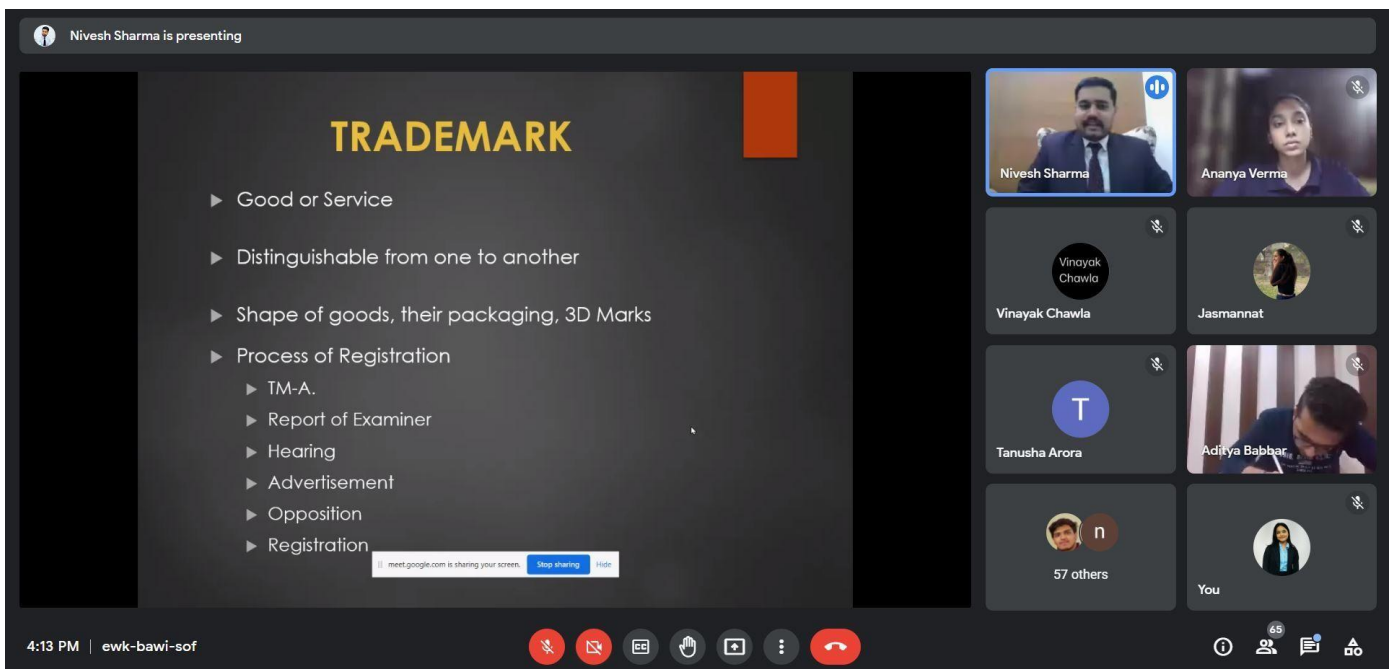 Nivesh Sharma is presenting
TRADEMARK
Good or Service
Distinguishable from one to another
Shape of goods, their packaging, 3D Marks
Process of Registration
TM-A.
Report of Examiner
Hearing
Advertisement
Opposition
Registration
meet.google.com is sharing your screen. Stop sharing Hide
Nivesh Sharma
Ananya Verma
Vinayak
Chawla
Vinayak Chawla
Jasmannat
T
Tanusha Arora
Aditya Babbar
n
57 others
You
4:13 PM | ewk-bawi-sof
CC
65